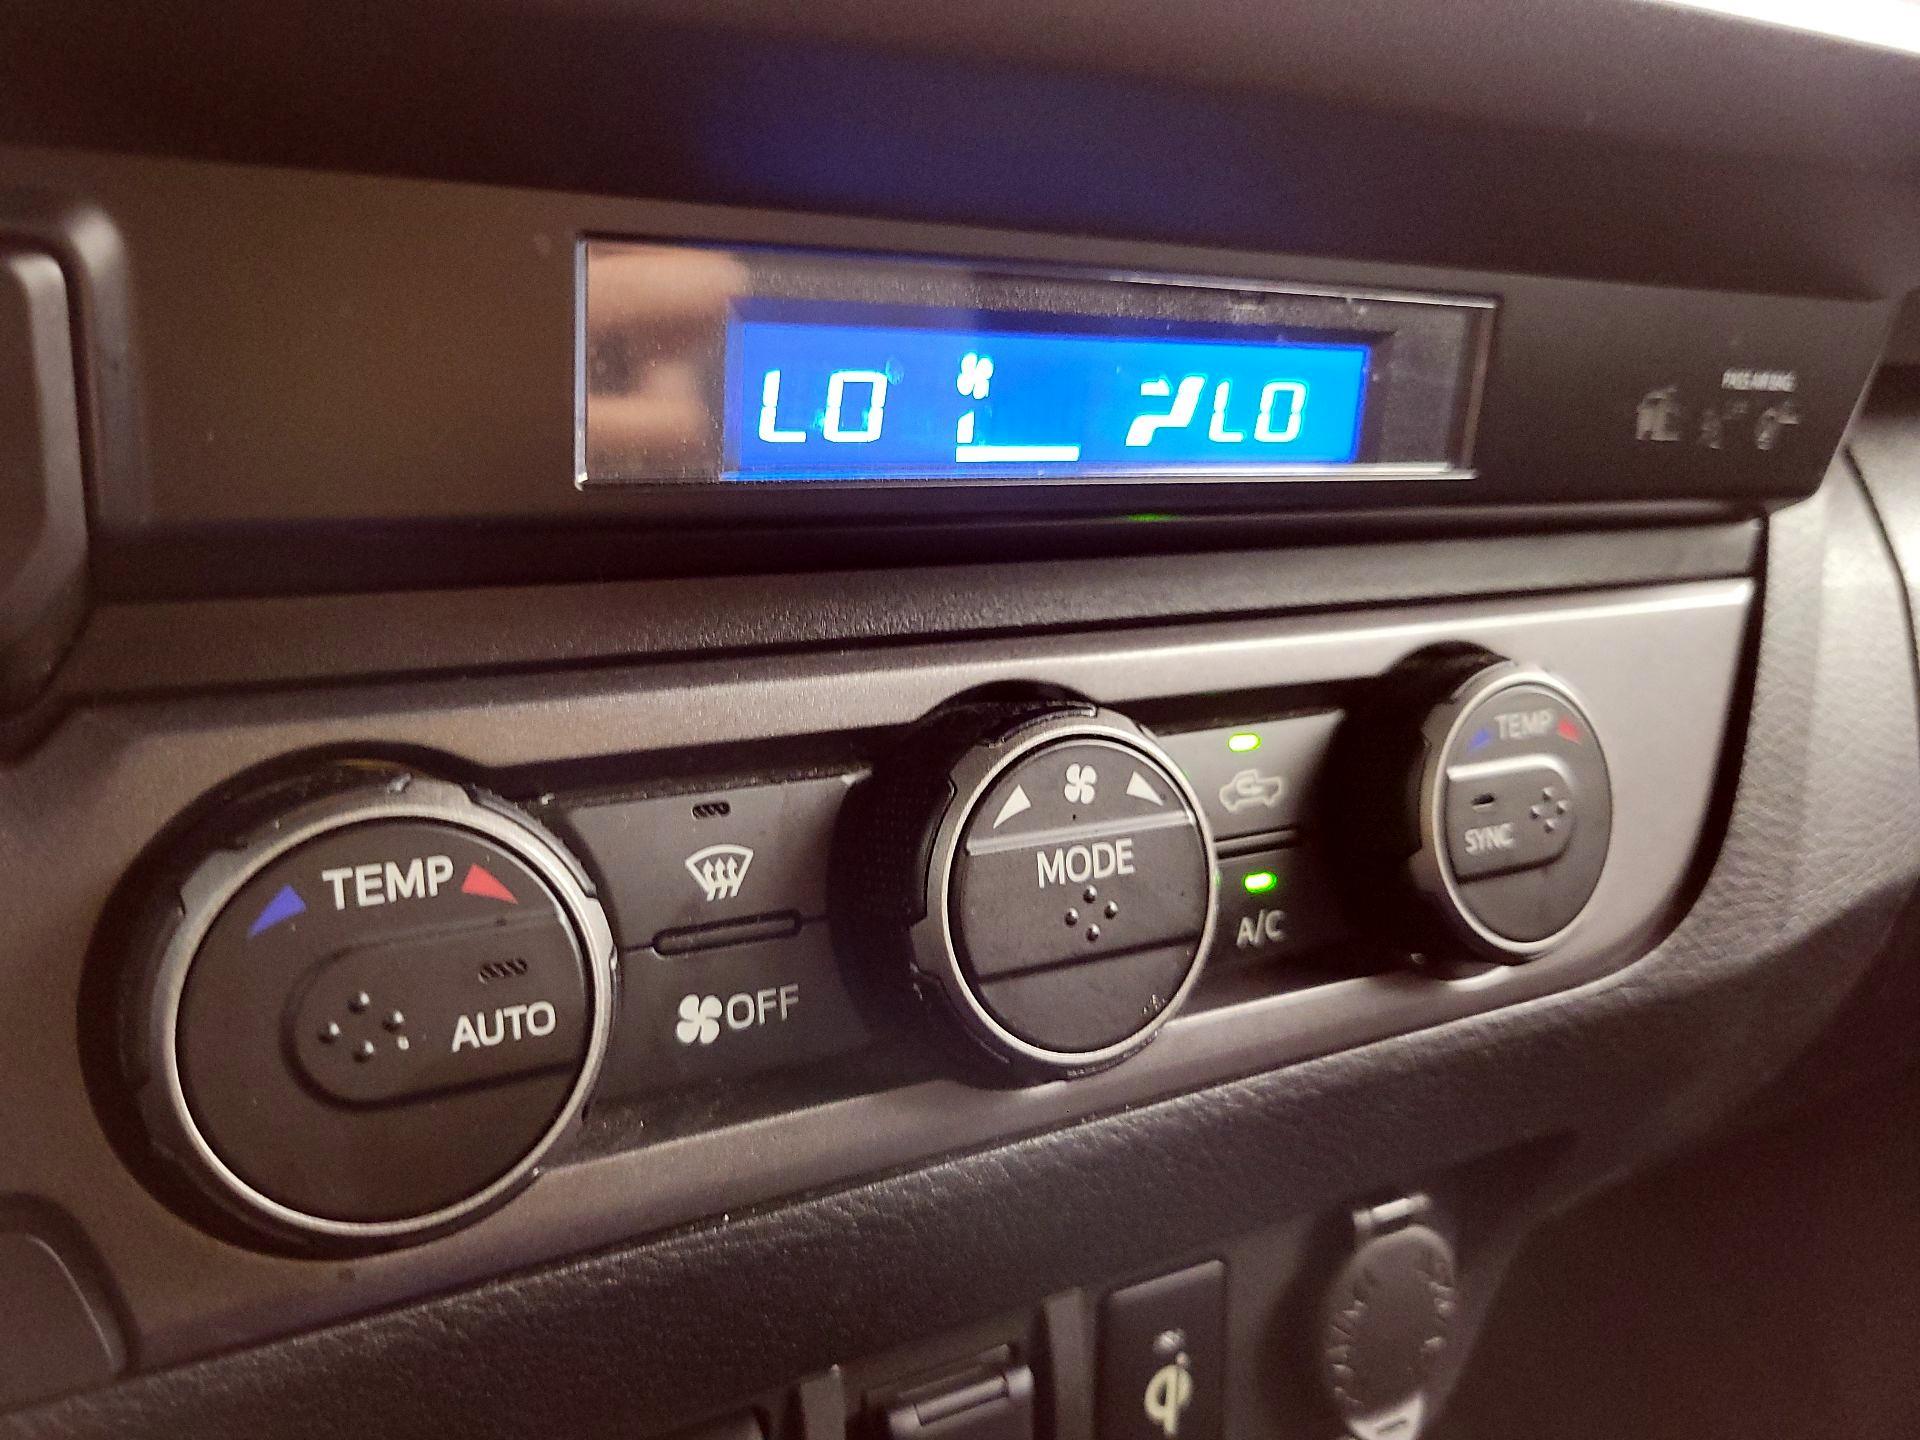 LO LO
PASS AIR BAG
TEMP
AUTO
OFF
MODE
A/C
TEMP
SYNC